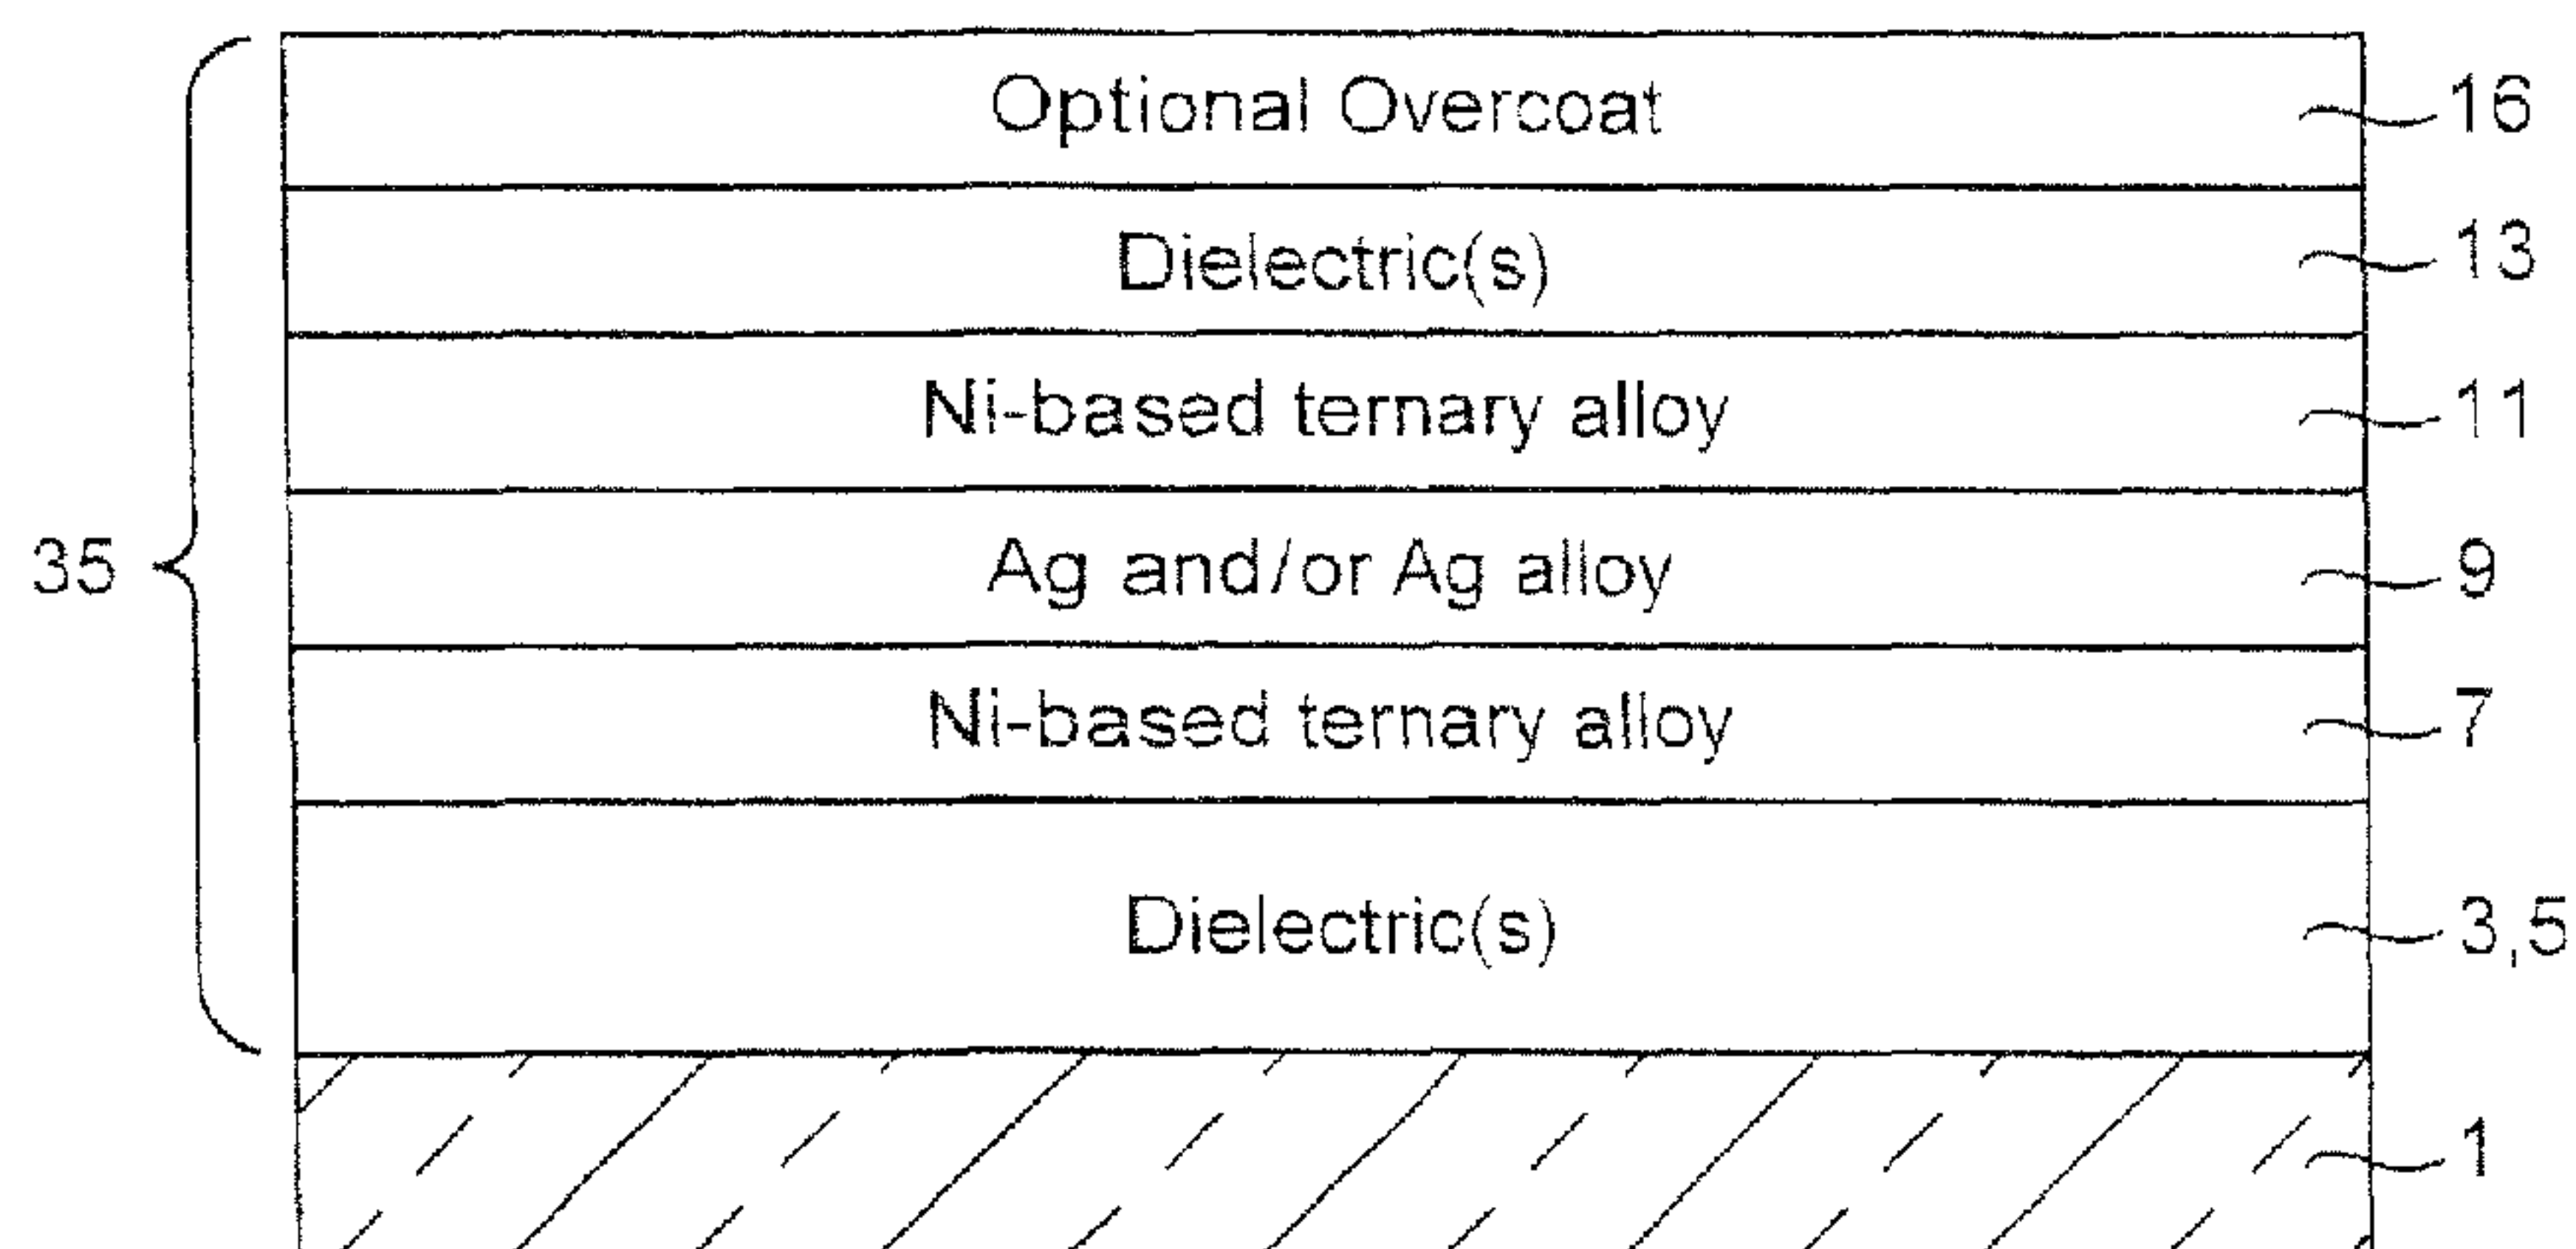 Optional Overcoat 16
Dielectric(s) 13
Ni-based ternary alloy 11
35 Ag and/or Ag alloy 9
Ni-based ternary alloy 7
Dielectric(s) 3,5
1